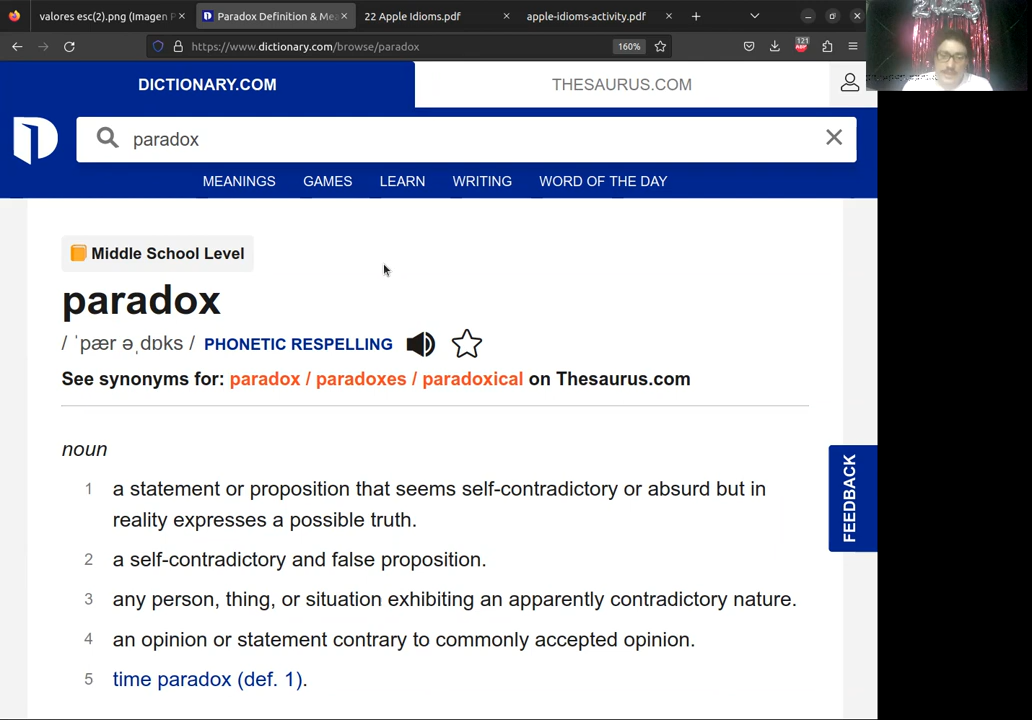 valores esc(2).png (Imagen P
Paradox Definition & Mea
22 Apple Idioms.pdf
apple-idioms-activity.pdf
https://www.dictionary.com/browse/paradox
160%
121
ABP
DICTIONARY.COM
THESAURUS.COM
paradox
MEANINGS GAMES LEARN WRITING WORD OF THE DAY
Middle School Level
paradox
/ ˈpær əˌdɒks / PHONETIC RESPELLING
See synonyms for: paradox / paradoxes / paradoxical on Thesaurus.com
noun
1 a statement or proposition that seems self-contradictory or absurd but in
reality expresses a possible truth.
2 a self-contradictory and false proposition.
3 any person, thing, or situation exhibiting an apparently contradictory nature.
4 an opinion or statement contrary to commonly accepted opinion.
5 time paradox (def. 1).
FEEDBACK